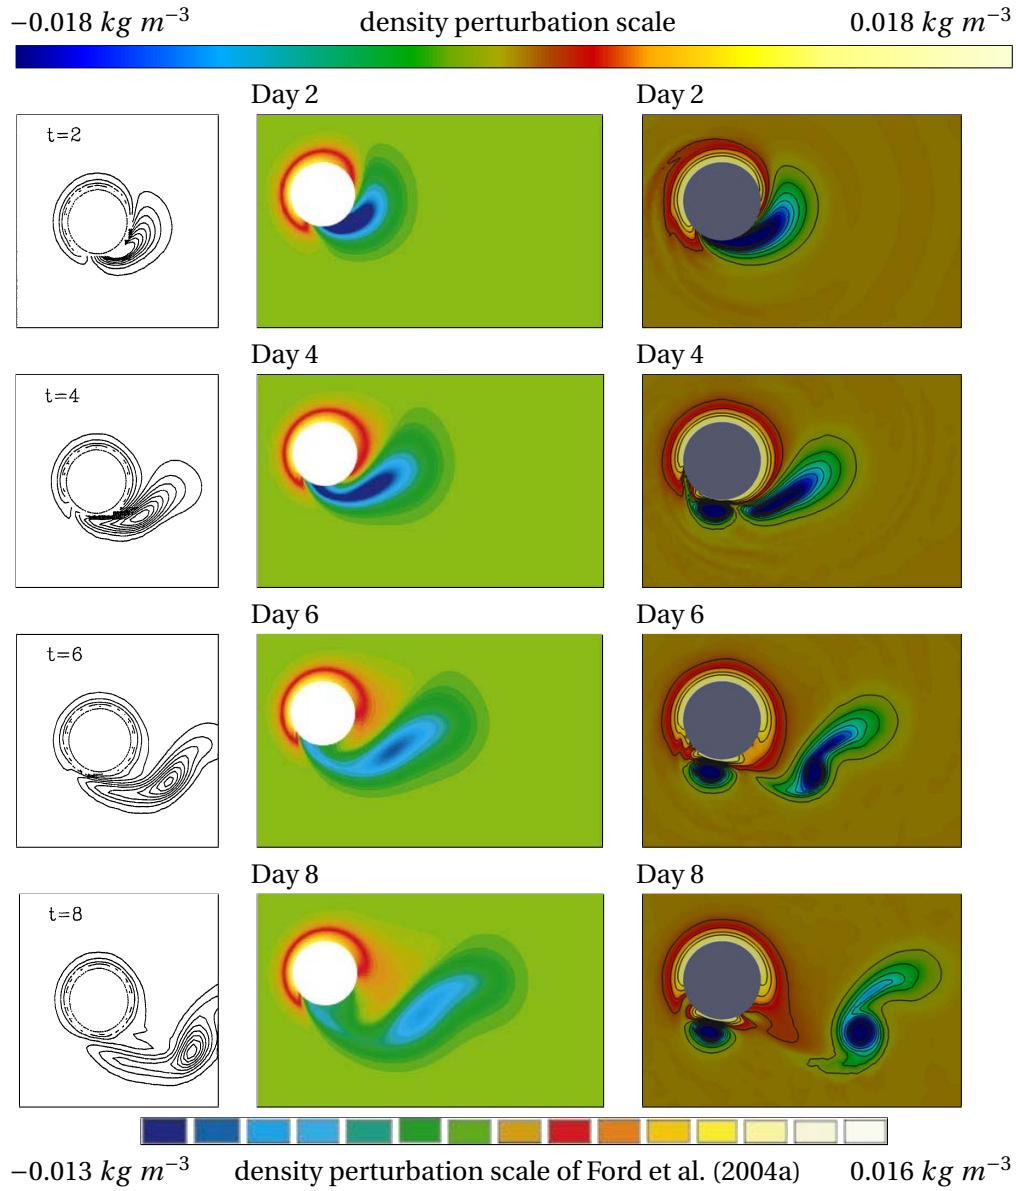 −0.018 kg m−3 density perturbation scale 0.018 kg m−3
Day 2 Day 2
t=2
Day 4 Day 4
t=4
Day 6 Day 6
t=6
Day 8 Day 8
t=8
−0.013 kg m−3 density perturbation scale of Ford et al. (2004a) 0.016 kg m−3